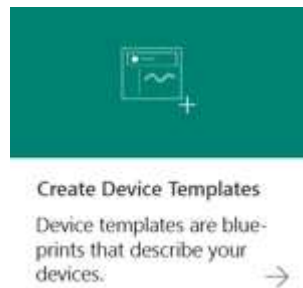 Create Device Templates
Device templates are blue-
prints that describe your
devices.